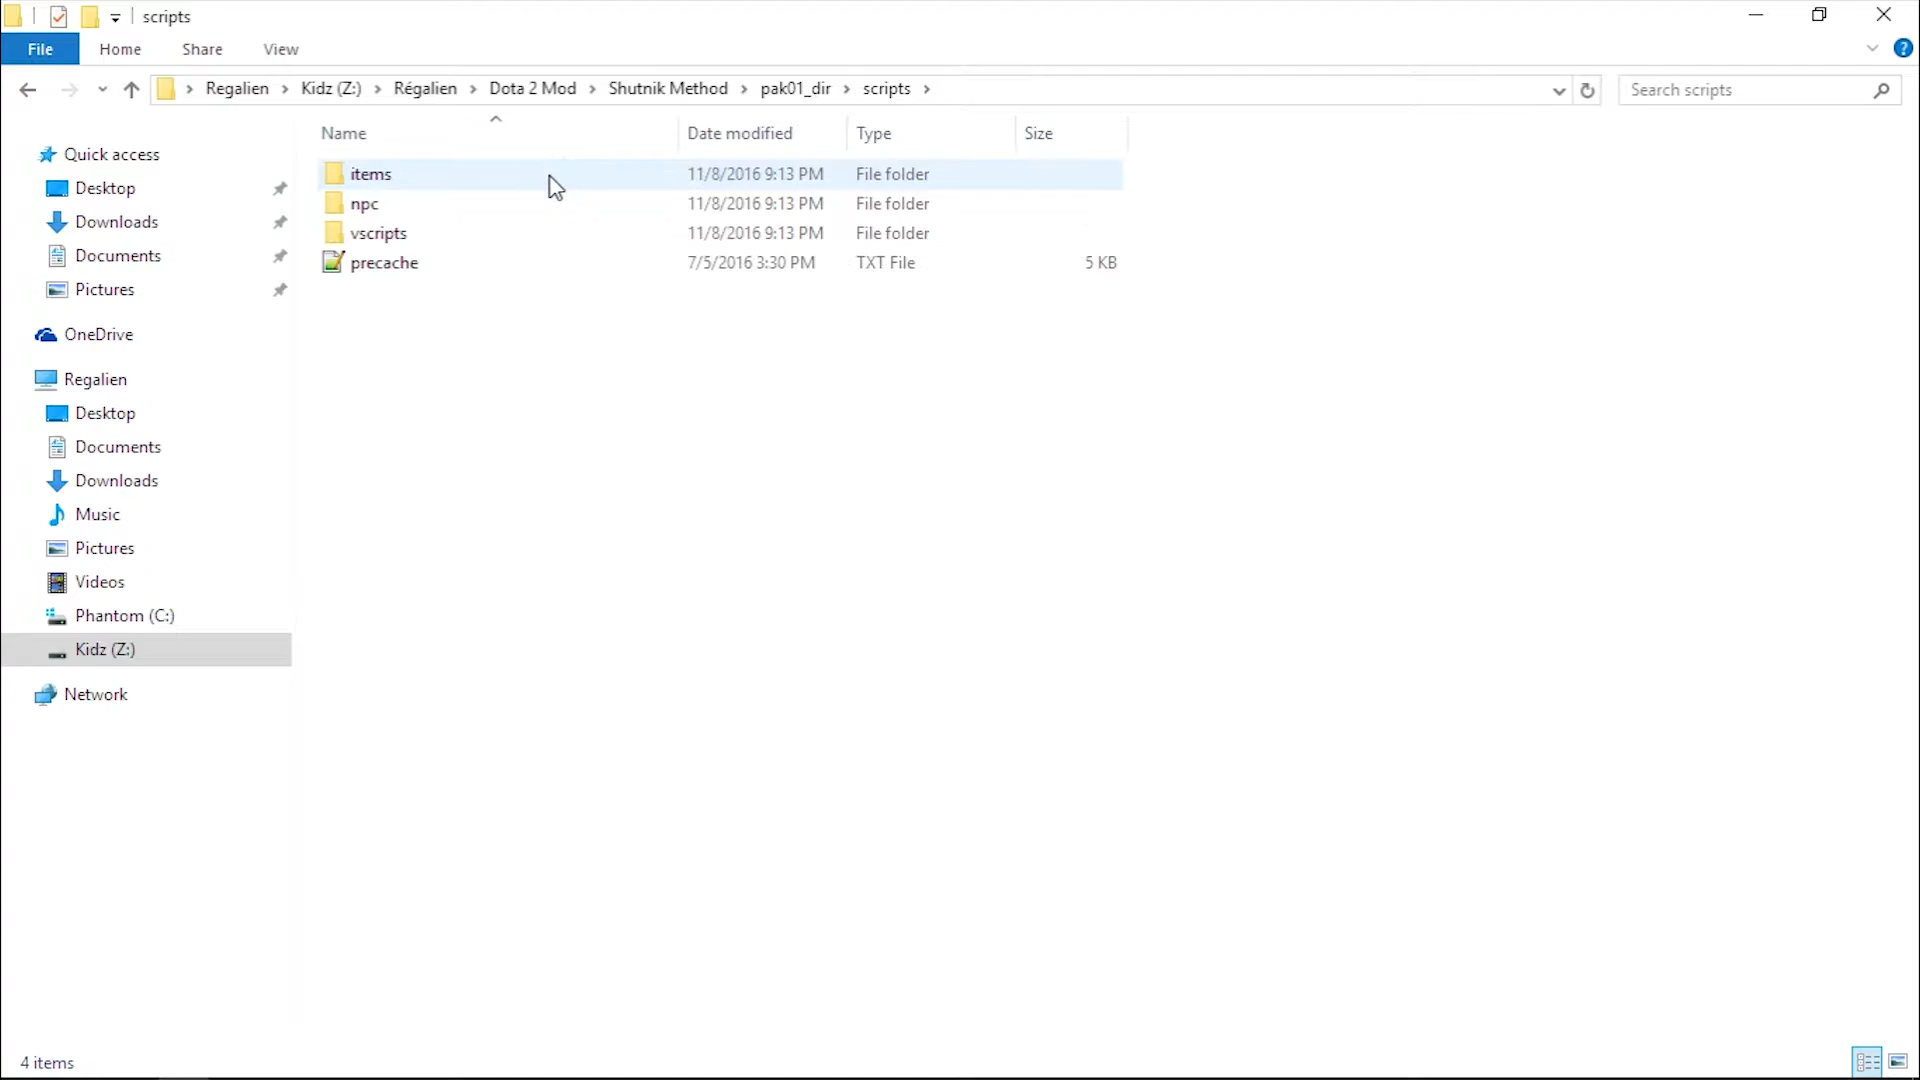 scripts
File Home Share View
Regalien Kidz (Z:) Régalien Dota 2 Mod Shutnik Method pak01_dir scripts Search scripts
Name Date modified Type Size
Quick access
Desktop
Downloads
Documents
Pictures
OneDrive
Regalien
Desktop
Documents
Downloads
Music
Pictures
Videos
Phantom (C:)
Kidz (Z:)
Network
items 11/8/2016 9:13 PM File folder
npc 11/8/2016 9:13 PM File folder
vscripts 11/8/2016 9:13 PM File folder
precache 7/5/2016 3:30 PM TXT File 5 KB
4 items